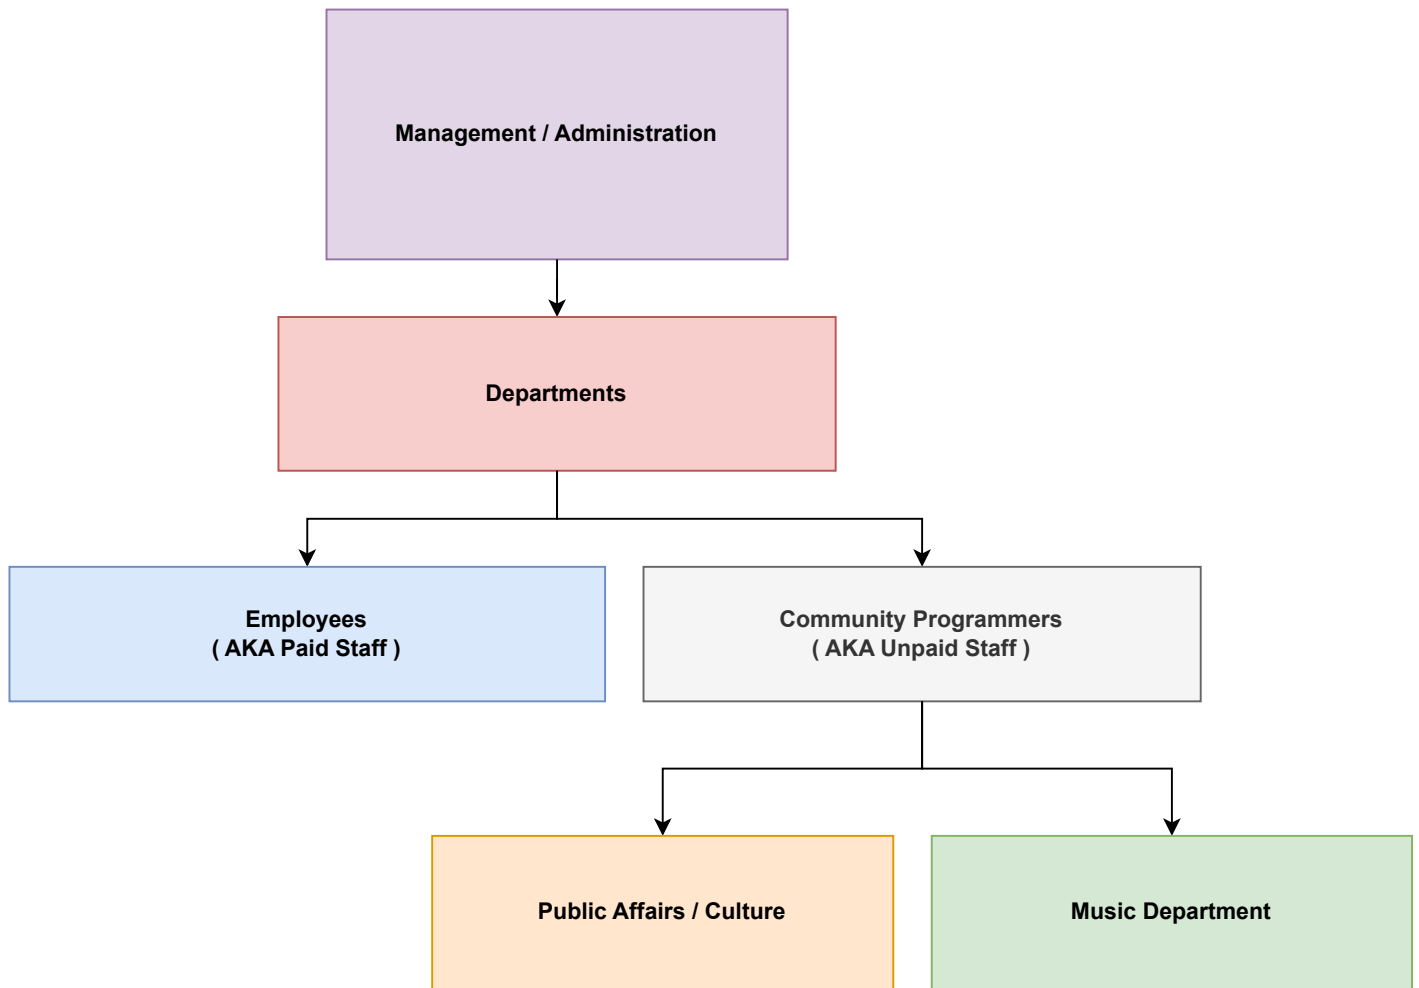 Management / Administration
Departments
Employees
( AKA Paid Staff )
Community Programmers
( AKA Unpaid Staff )
Public Affairs / Culture
Music Department